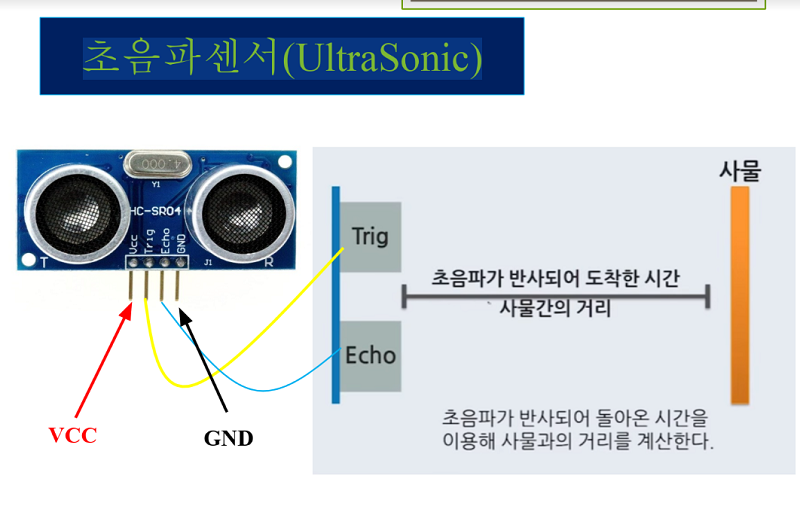 초음파센서(UltraSonic)
4.000
Y1
HC-SR04
Vcc
Trig
Echo
GND
T
J1
R
VCC
GND
Trig
Echo
초음파가 반사되어 도착한 시간
사물간의 거리
사물
초음파가 반사되어 돌아온 시간을
이용해 사물과의 거리를 계산한다.